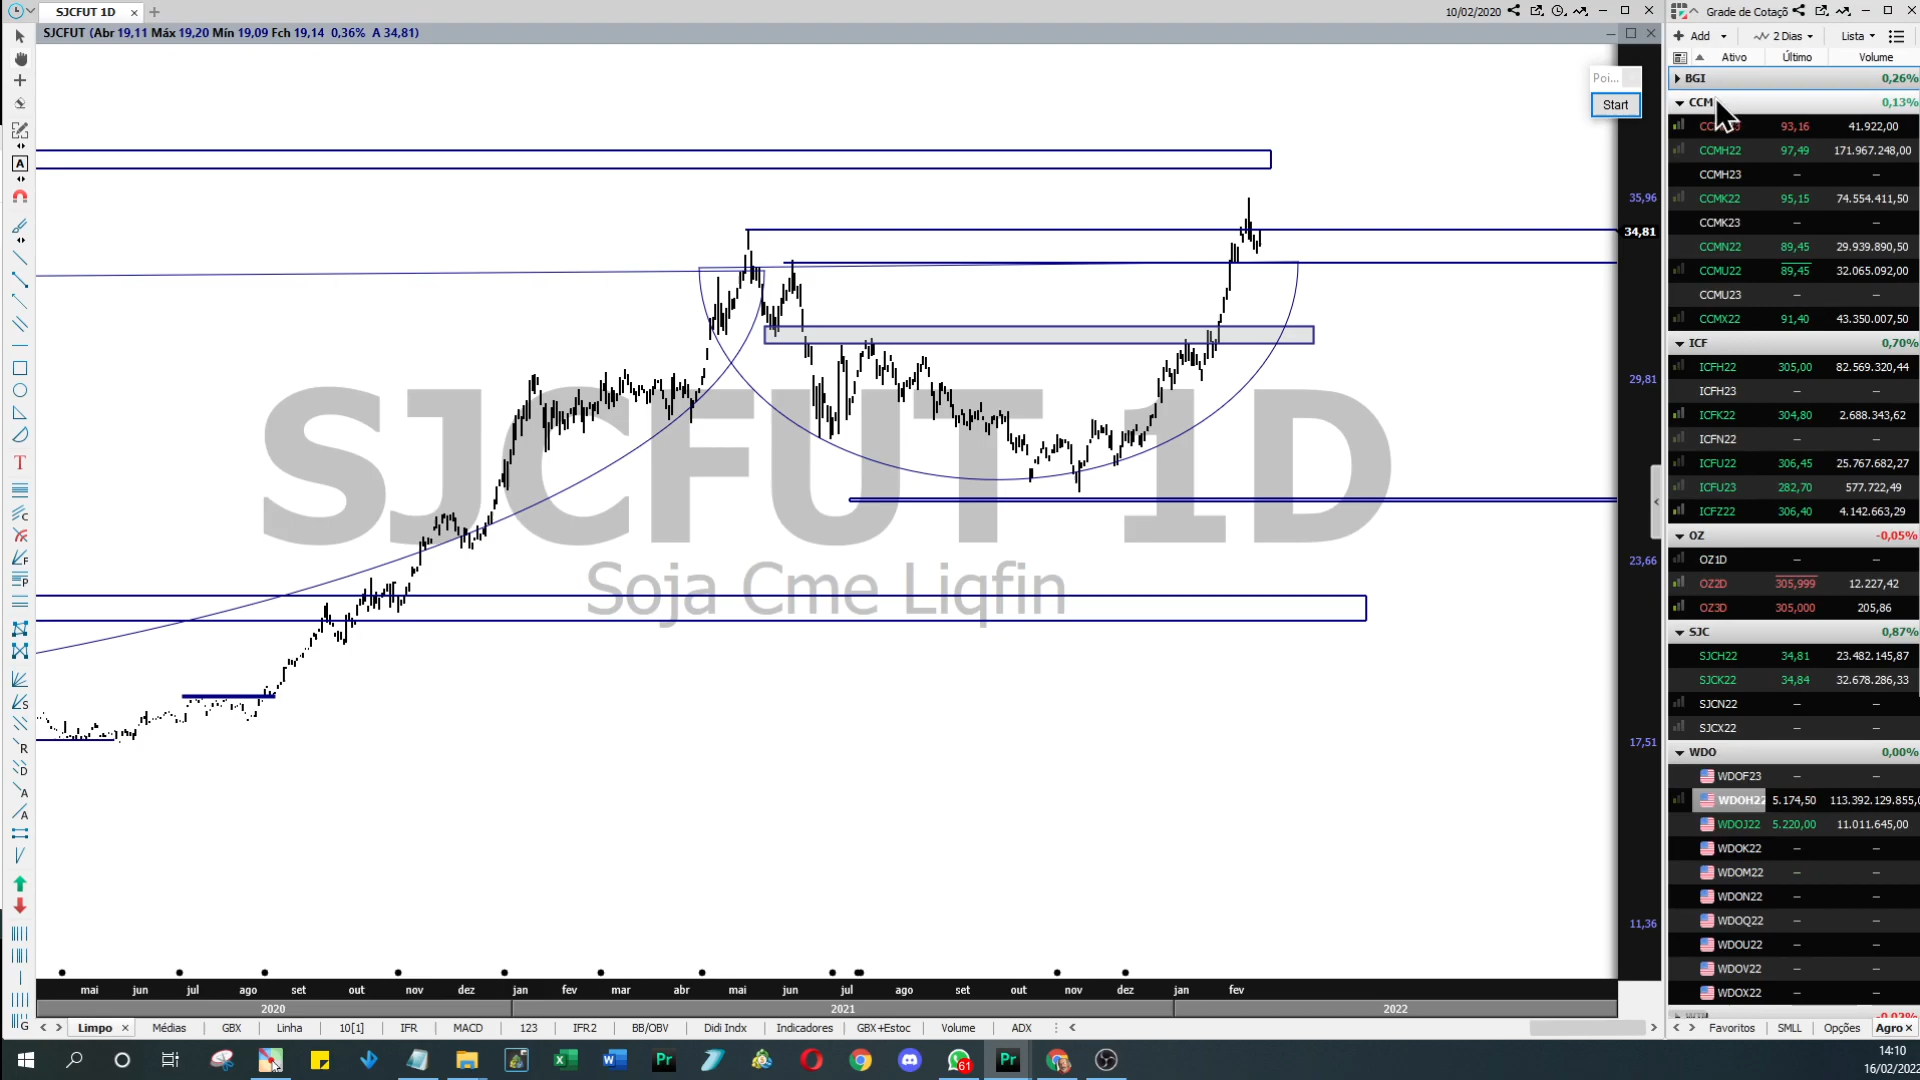 SJCFUT 1D
10/02/2020
Grade de Cotaçõ
SJCFUT (Abr 19,11 Máx 19,20 Mín 19,09 Fch 19,14 0,36% A 34,81)
Add
2 Dias
Lista
Ativo
Último
Volume
Poi...
Start
BGI 0,26%
CCM 0,13%
93,16 41.922,00
CCMH22 97,49 171.967.248,00
CCMH23 – –
CCMK22 95,15 74.554.411,50
CCMK23 – –
CCMN22 89,45 29.939.890,50
CCMU22 89,45 32.065.092,00
CCMU23 – –
CCMX22 91,40 43.350.007,50
ICF 0,70%
ICFH22 305,00 82.569.320,44
ICFH23 – –
ICFK22 304,80 2.688.343,62
ICFN22 – –
ICFU22 306,45 25.767.682,27
ICFU23 282,70 577.722,49
ICFZ22 306,40 4.142.663,29
OZ -0,05%
OZ1D – –
OZ2D 305,999 12.227,42
OZ3D 305,000 205,86
SJC 0,87%
SJCH22 34,81 23.482.145,87
SJCK22 34,84 32.678.286,33
SJCN22 – –
SJCX22 – –
WDO 0,00%
WDOF23 – –
WDOH22 5.174,50 113.392.129.855,0
WDOJ22 5.220,00 11.011.645,00
WDOK22 – –
WDOM22 – –
WDON22 – –
WDOQ22 – –
WDOU22 – –
WDOV22 – –
WDOX22 – –
35,96
34,81
29,81
23,66
17,51
11,36
SJCFUT 1D
Soja Cme Liqfin
mai jun jul ago set out nov dez jan fev mar abr mai jun jul ago set out nov dez jan fev
2020 2021 2022
Limpo Médias GBX Linha 10[1] IFR MACD 123 IFR2 BB/OBV Didi Indx Indicadores GBX+Estoc Volume ADX
Favoritos SMLL Opções Agro
61
14:10
16/02/2022